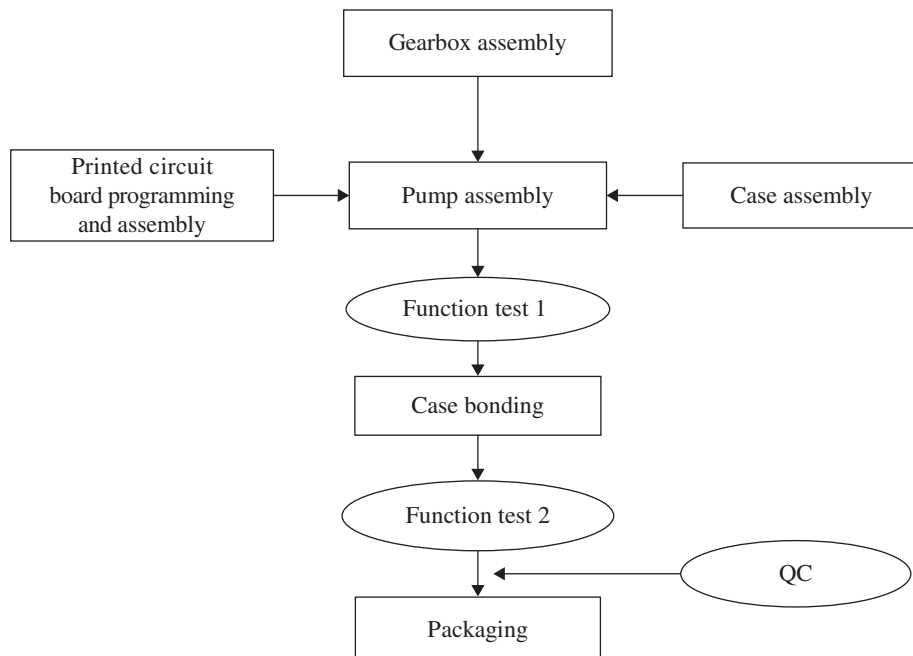 Gearbox assembly
Printed circuit
board programming
and assembly
Pump assembly
Case assembly
Function test 1
Case bonding
Function test 2
QC
Packaging